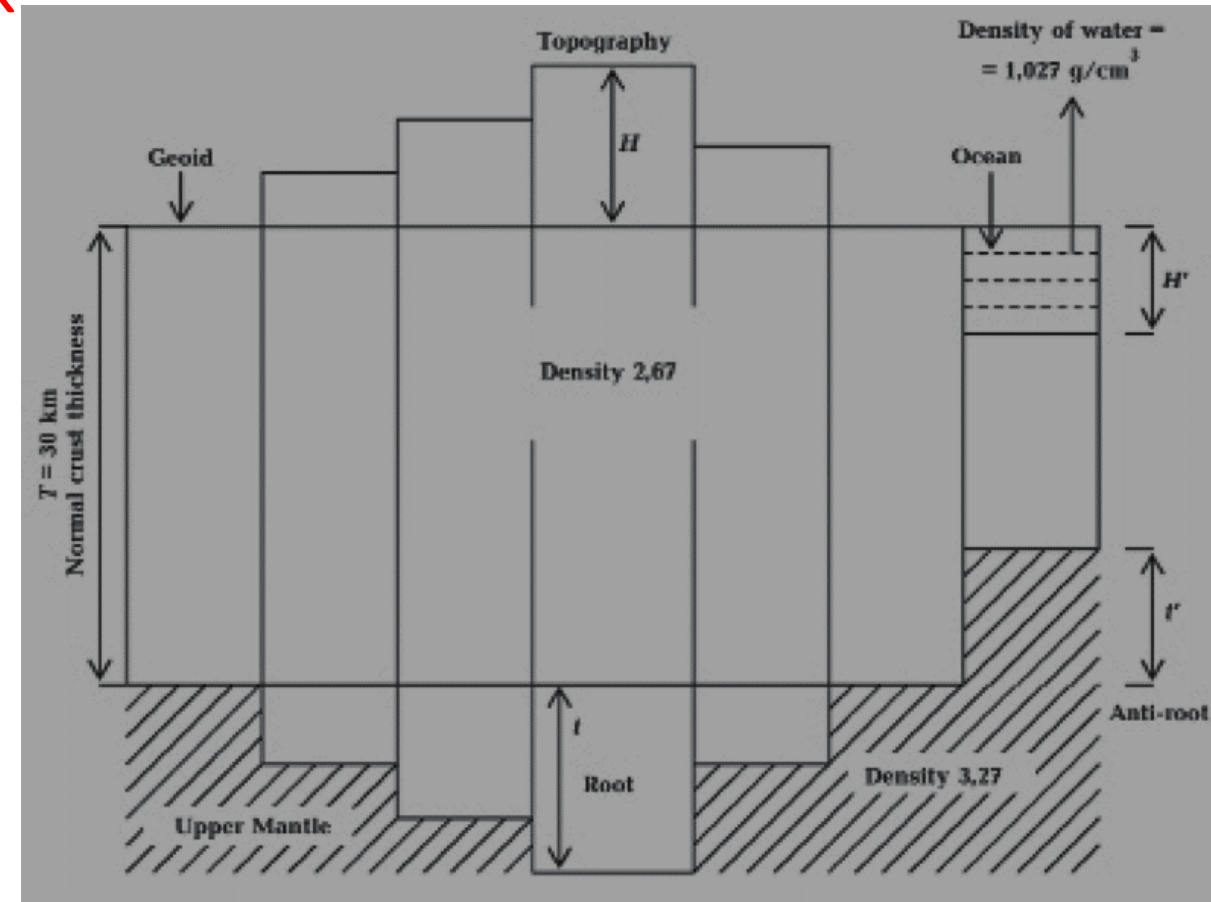 Topography
Density of water =
= 1,027 g/cm³
H
Geoid
Ocean
H'
T = 30 km
Normal crust thickness
Density 2,67
t'
Anti-root
t
Root
Density 3,27
Upper Mantle